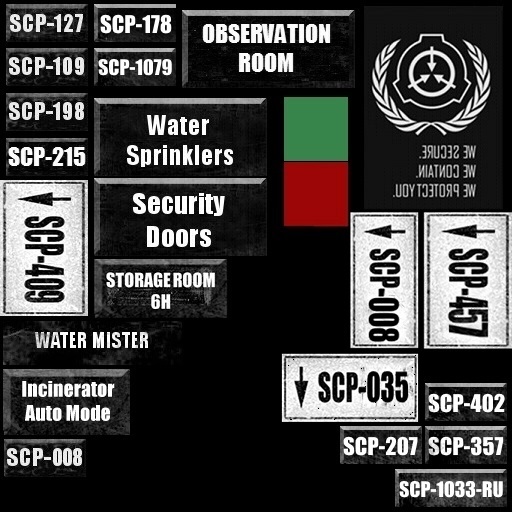 SCP-127
SCP-178
OBSERVATION
ROOM
SCP-109
SCP-1079
SCP-198
Water
Sprinklers
SCP-215
WE SECURE.
WE CONTAIN.
WE PROTECT YOU.
SCP-409
Security
Doors
SCP-008
SCP-457
STORAGE ROOM
6H
WATER MISTER
SCP-035
Incinerator
Auto Mode
SCP-402
SCP-207
SCP-357
SCP-008
SCP-1033-RU